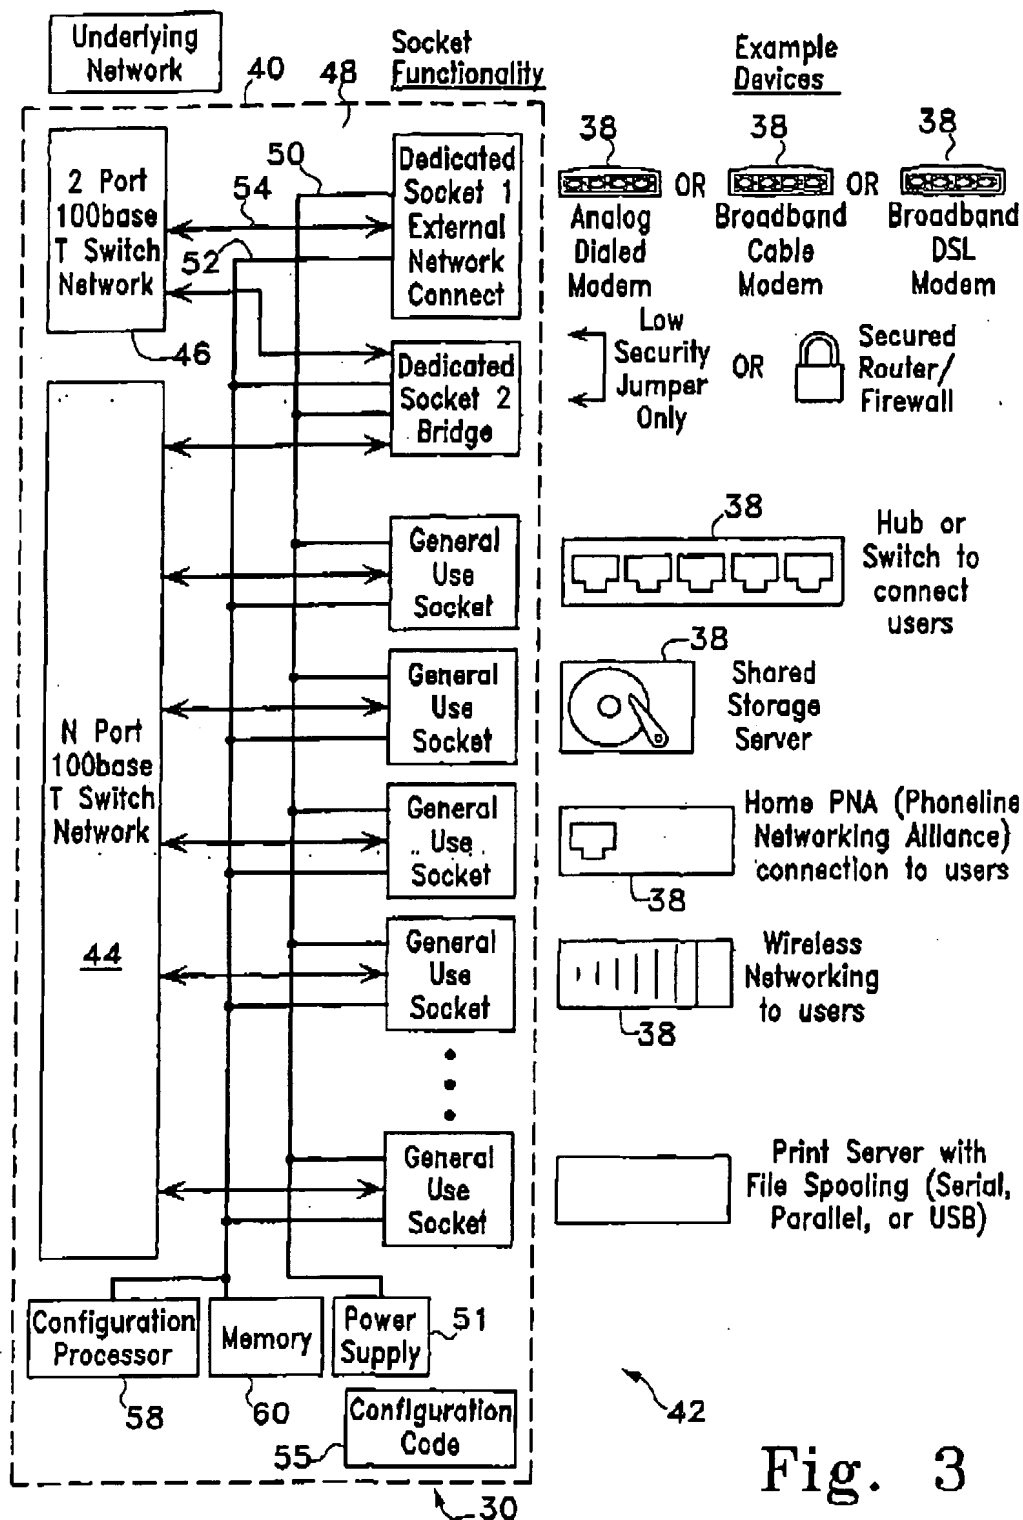 Underlying
Network
Socket
Functionality
Example
Devices
40
48
2 Port
100base
T Switch
Network
46
50
54
52
Dedicated
Socket 1
External
Network
Connect
38
38
38
OR
OR
Analog
Dialed
Modem
Broadband
Cable
Modem
Broadband
DSL
Modem
Dedicated
Socket 2
Bridge
Low
Security
Jumper
Only
OR
Secured
Router/
Firewall
N Port
100base
T Switch
Network
44
General
Use
Socket
38
Hub or
Switch to
connect
users
General
Use
Socket
38
Shared
Storage
Server
General
Use
Socket
38
Home PNA (Phoneline
Networking Alliance)
connection to users
General
Use
Socket
38
Wireless
Networking
to users
General
Use
Socket
Print Server with
File Spooling (Serial,
Parallel, or USB)
Configuration
Processor
58
Memory
60
Power
Supply
51
Configuration
Code
55
42
30
Fig. 3